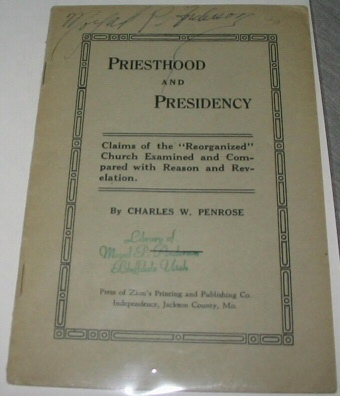 PRIESTHOOD
AND
PRESIDENCY
Claims of the "Reorganized"
Church Examined and Com-
pared with Reason and Rev-
elation.
By CHARLES W. PENROSE
Library of
Utah
Press of Zion's Printing and Publishing Co.
Independence, Jackson County, Mo.